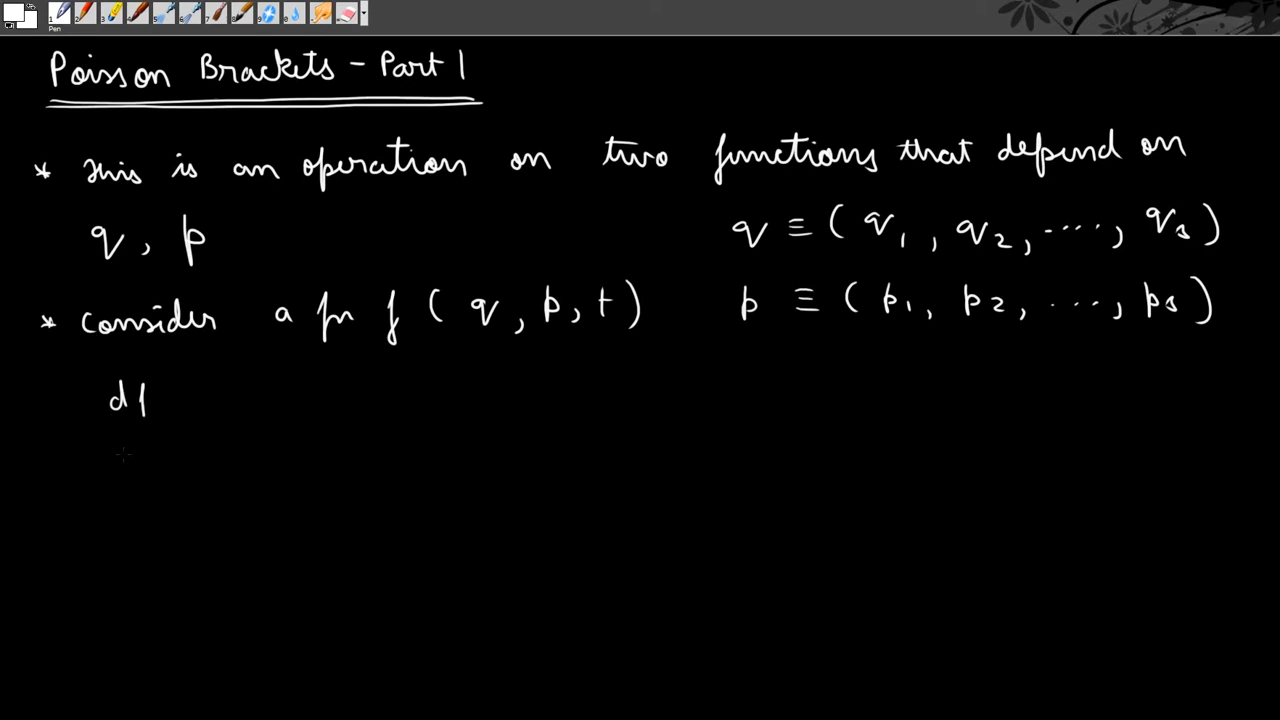 Pen
Poisson Brackets - Part 1
* This is an operation on two functions that depend on
q, p
q ≡ (q₁, q₂, ...., qₛ)
* Consider a fn f(q, p, t)
p ≡ (p₁, p₂, ...., pₛ)
df